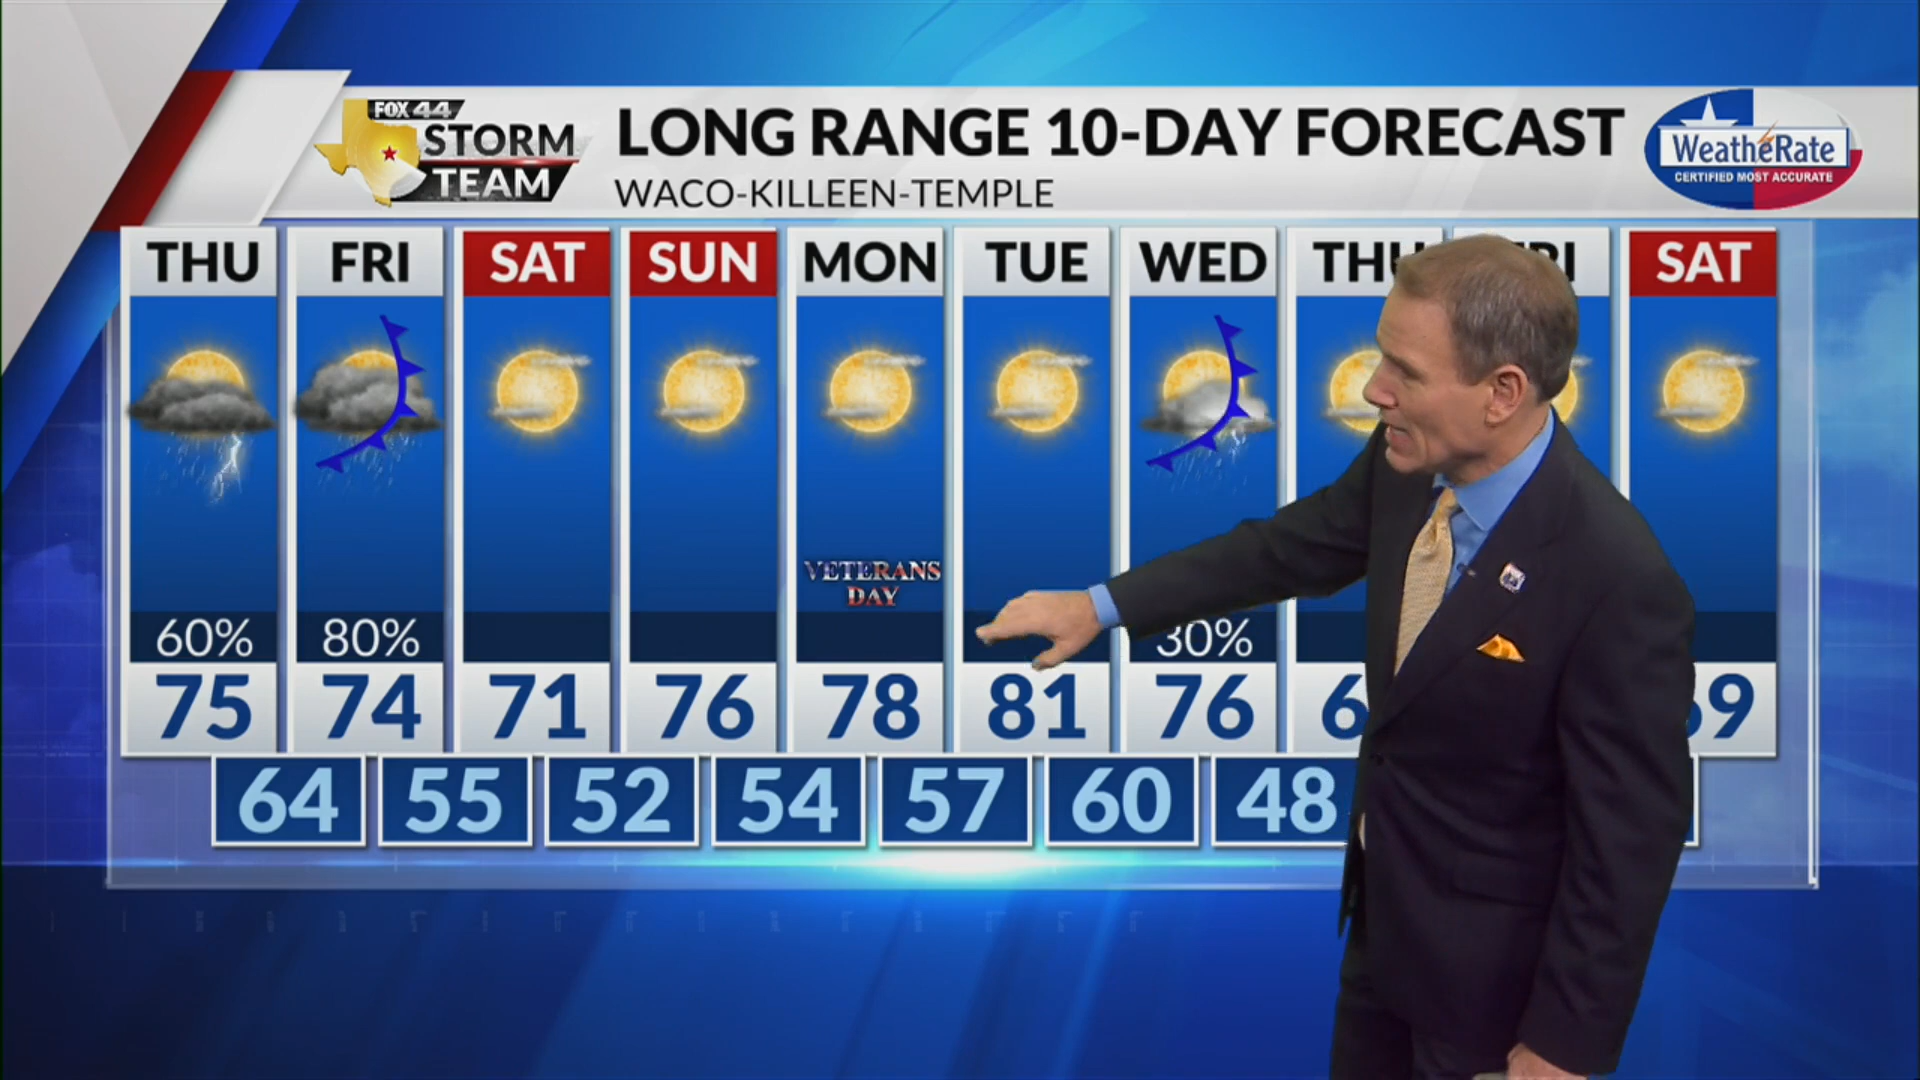 FOX 44
STORM
TEAM
LONG RANGE 10-DAY FORECAST
WACO-KILLEEN-TEMPLE
WeatheRate
CERTIFIED MOST ACCURATE
THU FRI SAT SUN MON TUE WED SAT
VETERANS
DAY
60% 80% 30%
75 74 71 76 78 81 76
64 55 52 54 57 60 48